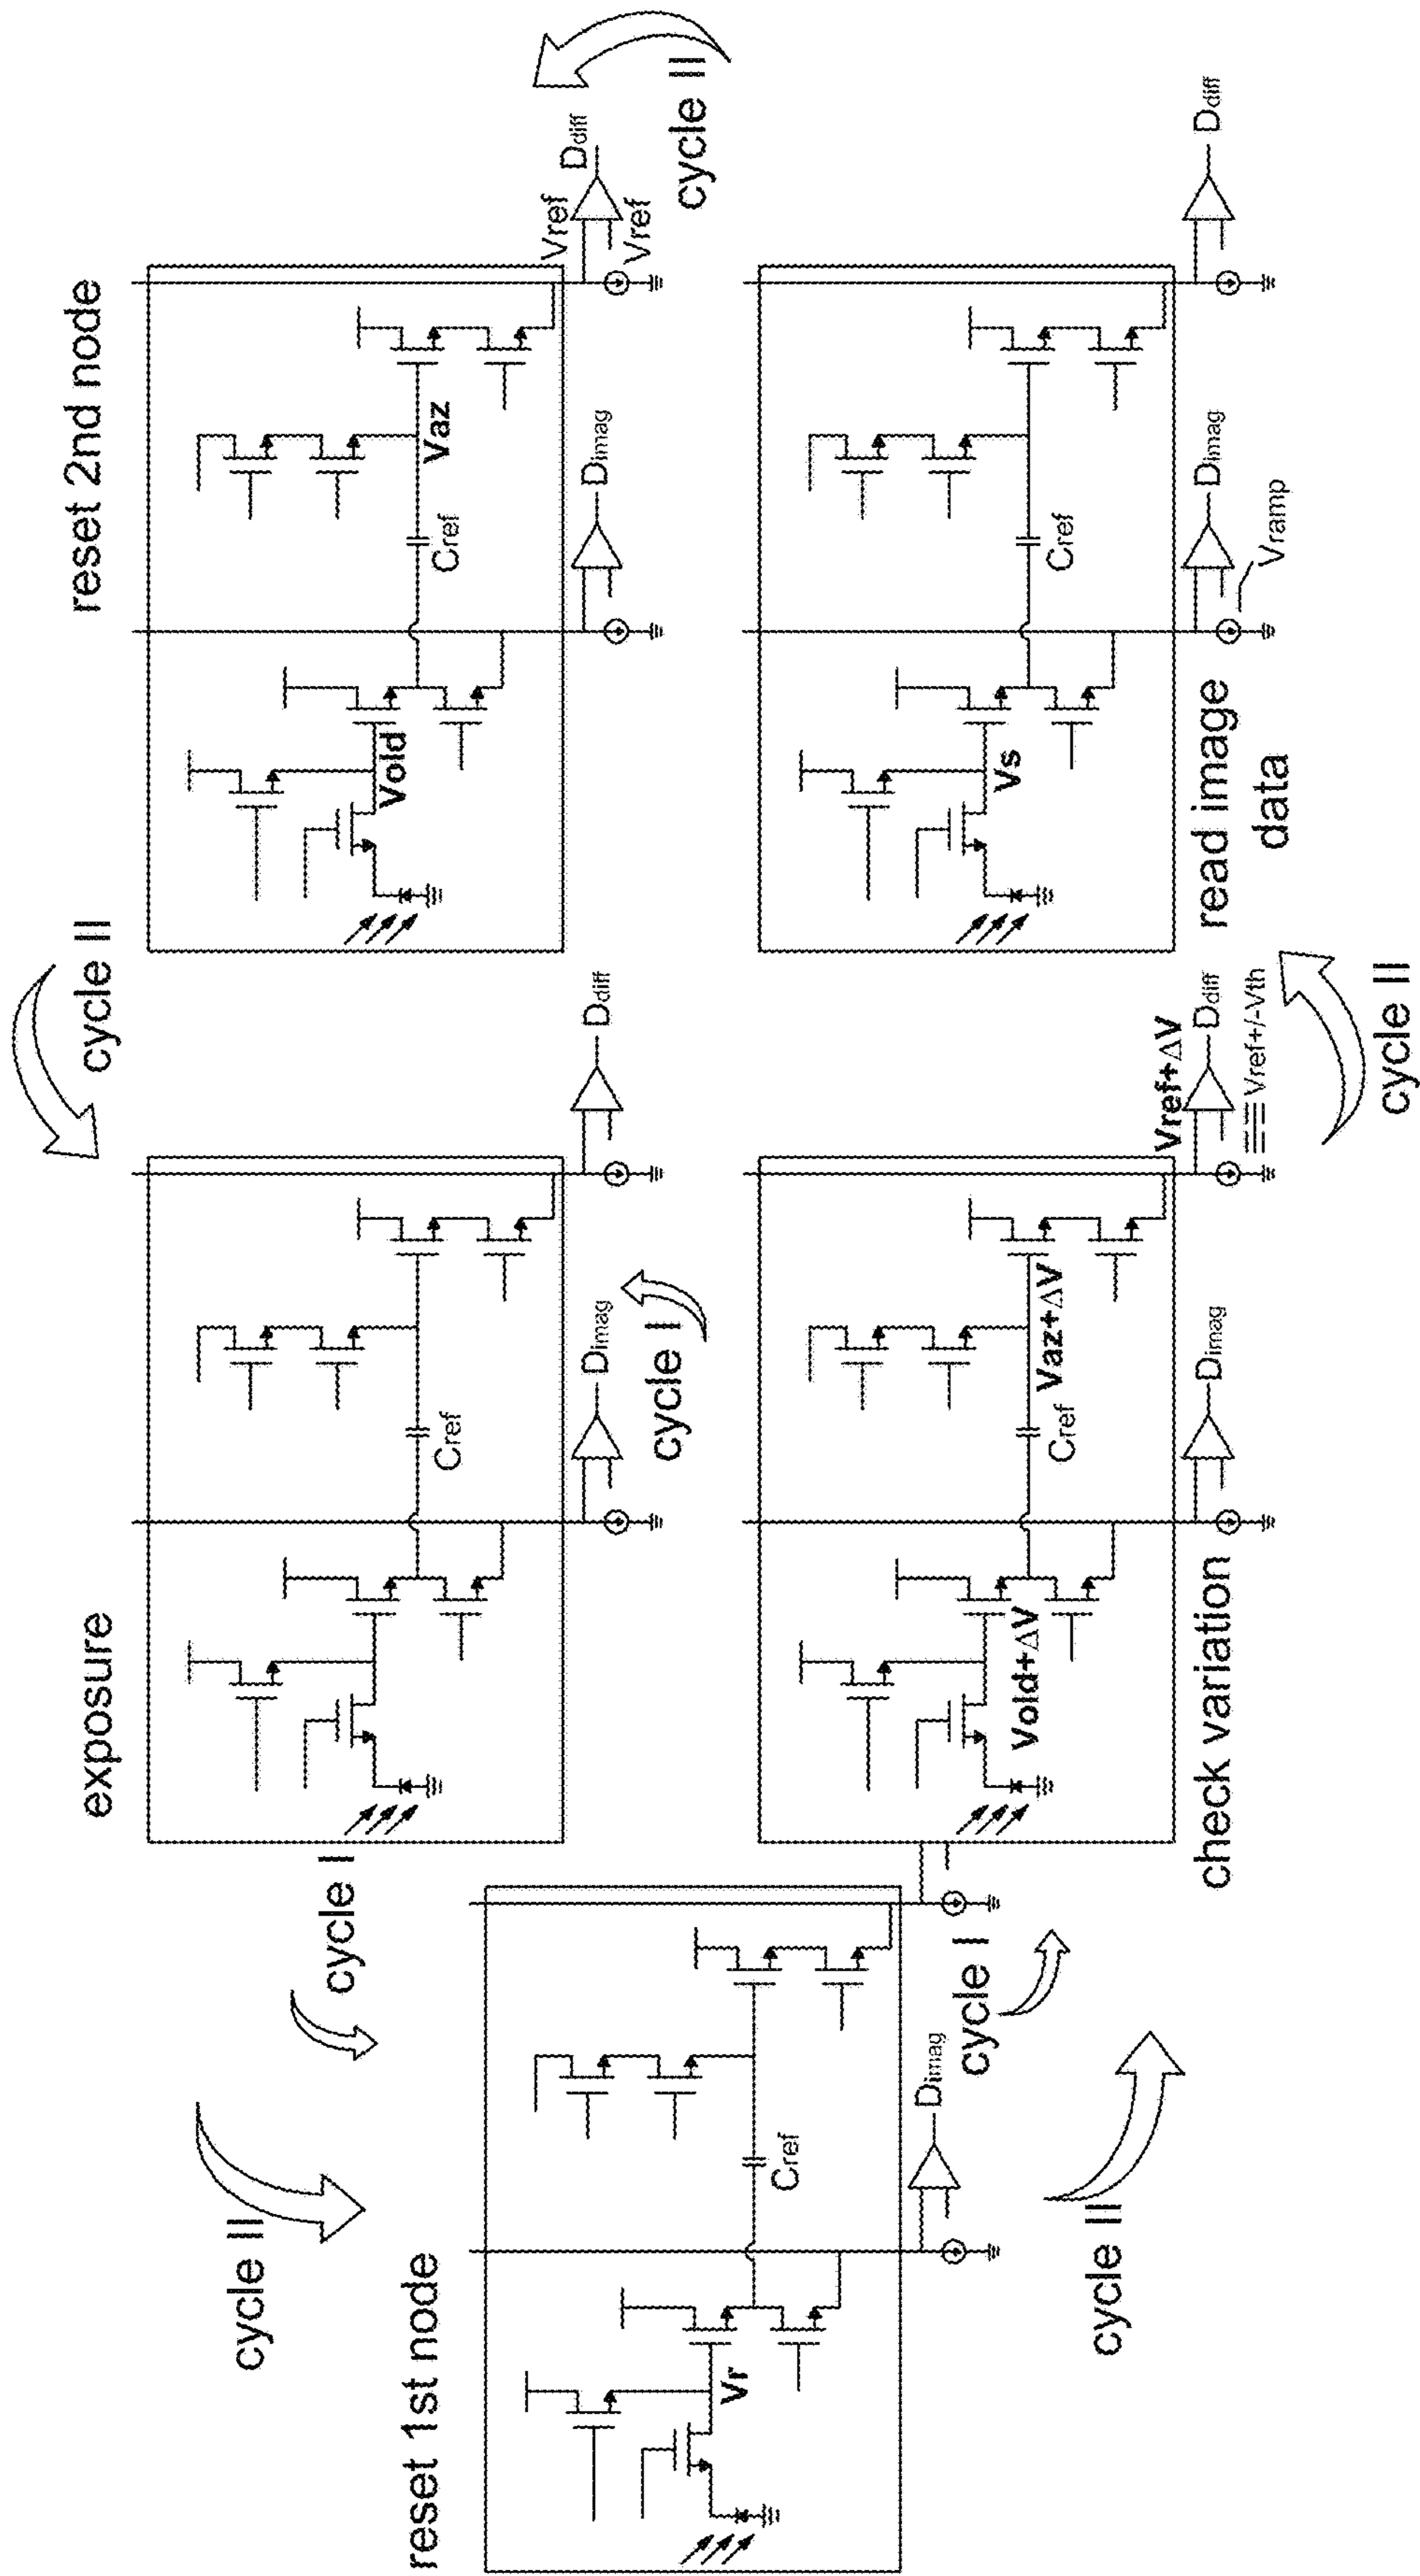 reset 1st node
Vr
Cref
Dimag
cycle II
cycle I
exposure
Cref
Dimag
Ddiff
cycle II
reset 2nd node
Vold
Cref
Vaz
Dimag
Vref
Vref
Ddiff
cycle II
cycle I
cycle I
cycle II
check variation
Vold+ΔV
Cref
Vaz+ΔV
Dimag
Vref+ΔV
Ddiff
Vref+/-Vth
cycle II
read image
data
Vs
Cref
Dimag
Vramp
Ddiff